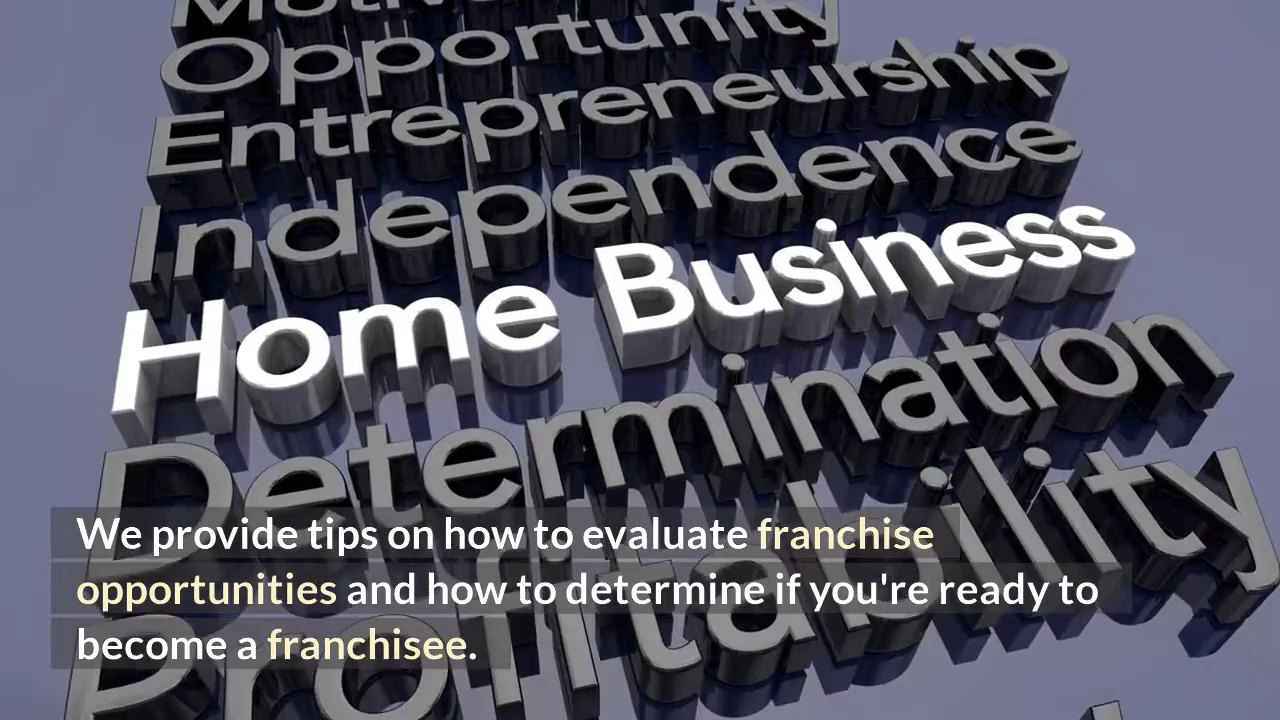 Opportunity
Entrepreneurship
Independence
Home Business
Determination
Profitability
We provide tips on how to evaluate franchise
opportunities and how to determine if you're ready to
become a franchisee.